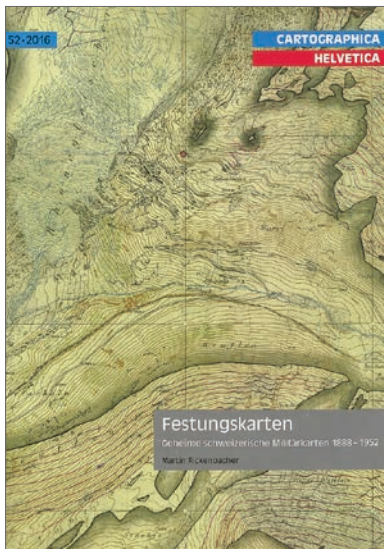 52•2016
CARTOGRAPHICA
HELVETICA
Festungskarten
Geheime schweizerische Militärkarten 1888–1952
Martin Rickenbacher